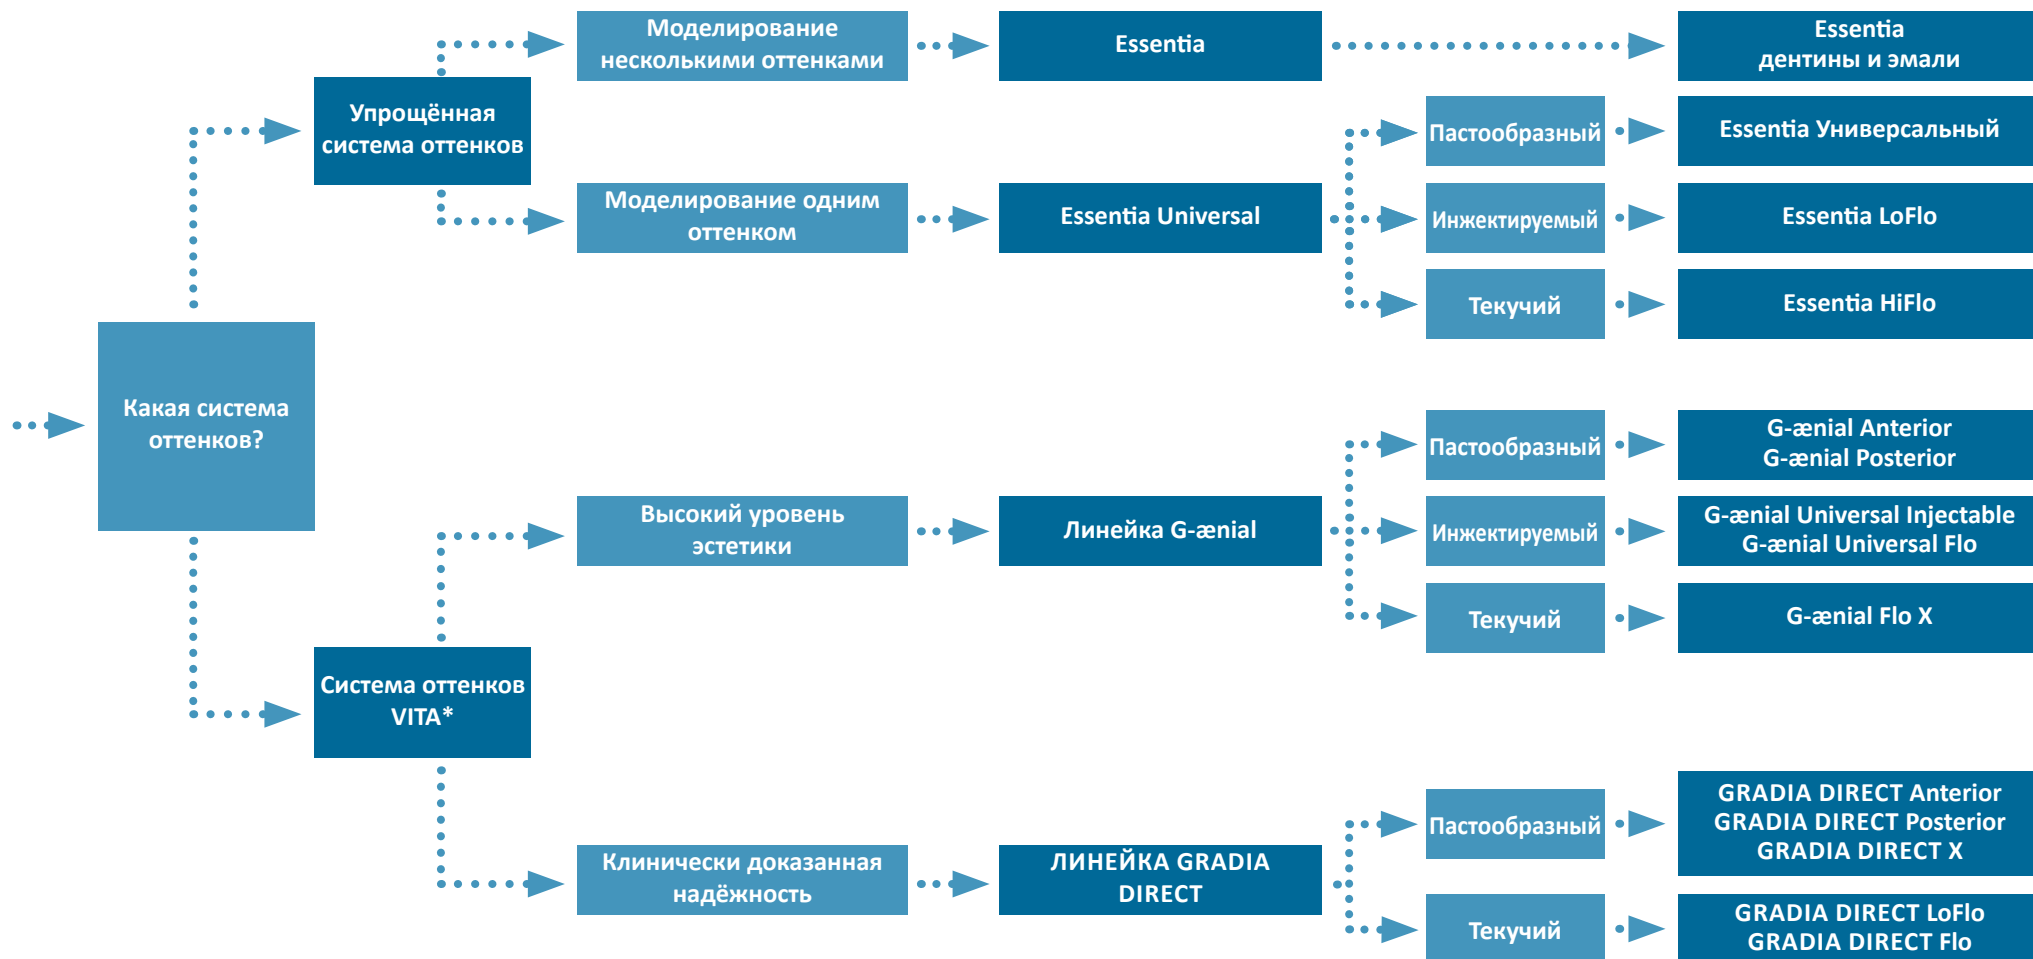 Какая система
оттенков?
Упрощённая
система оттенков
Моделирование
несколькими оттенками
Essentia
Essentia
дентины и эмали
Моделирование одним
оттенком
Essentia Universal
Пастообразный
Essentia Универсальный
Инжектируемый
Essentia LoFlo
Текучий
Essentia HiFlo
Система оттенков
VITA*
Высокий уровень
эстетики
Линейка G-ænial
Пастообразный
G-ænial Anterior
G-ænial Posterior
Инжектируемый
G-ænial Universal Injectable
G-ænial Universal Flo
Текучий
G-ænial Flo X
Клинически доказанная
надёжность
ЛИНЕЙКА GRADIA
DIRECT
Пастообразный
GRADIA DIRECT Anterior
GRADIA DIRECT Posterior
GRADIA DIRECT X
Текучий
GRADIA DIRECT LoFlo
GRADIA DIRECT Flo